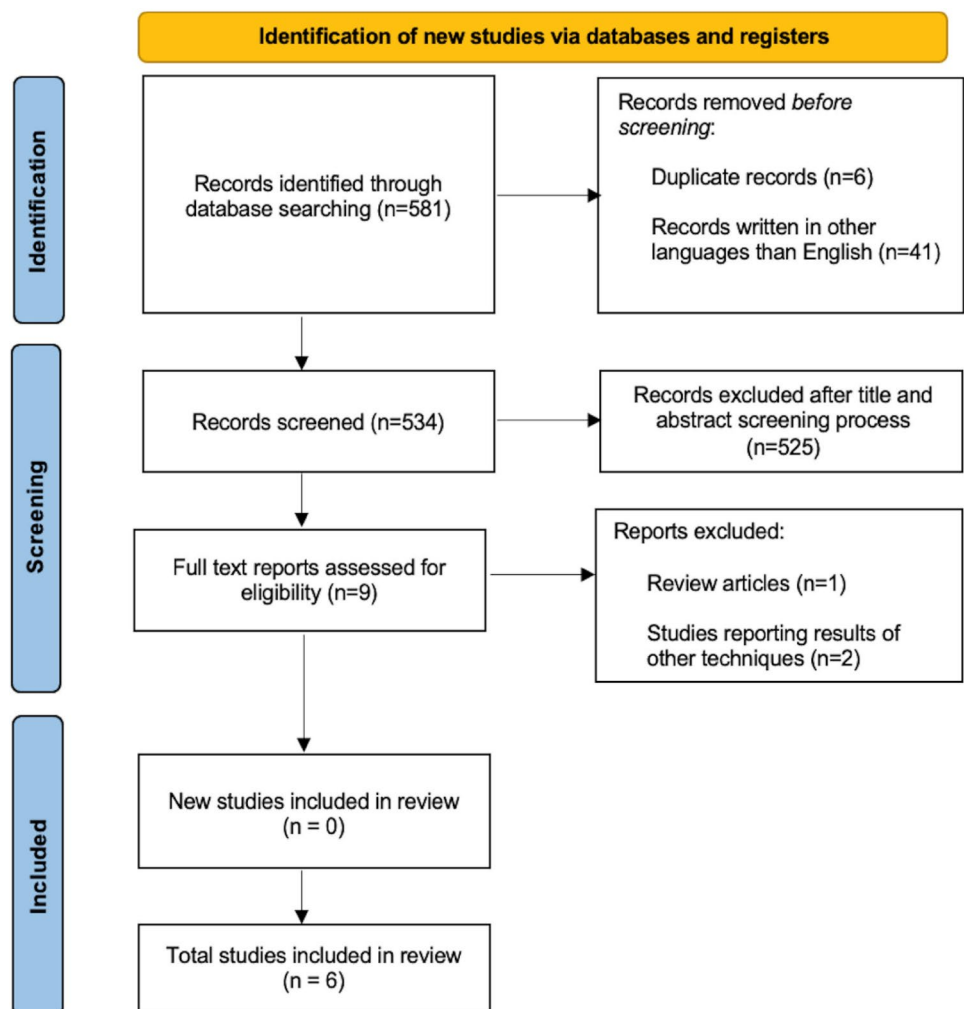 Identification of new studies via databases and registers
Identification
Records identified through
database searching (n=581)
Records removed before
screening:
Duplicate records (n=6)
Records written in other
languages than English (n=41)
Screening
Records screened (n=534)
Records excluded after title and
abstract screening process
(n=525)
Full text reports assessed for
eligibility (n=9)
Reports excluded:
Review articles (n=1)
Studies reporting results of
other techniques (n=2)
Included
New studies included in review
(n = 0)
Total studies included in review
(n = 6)